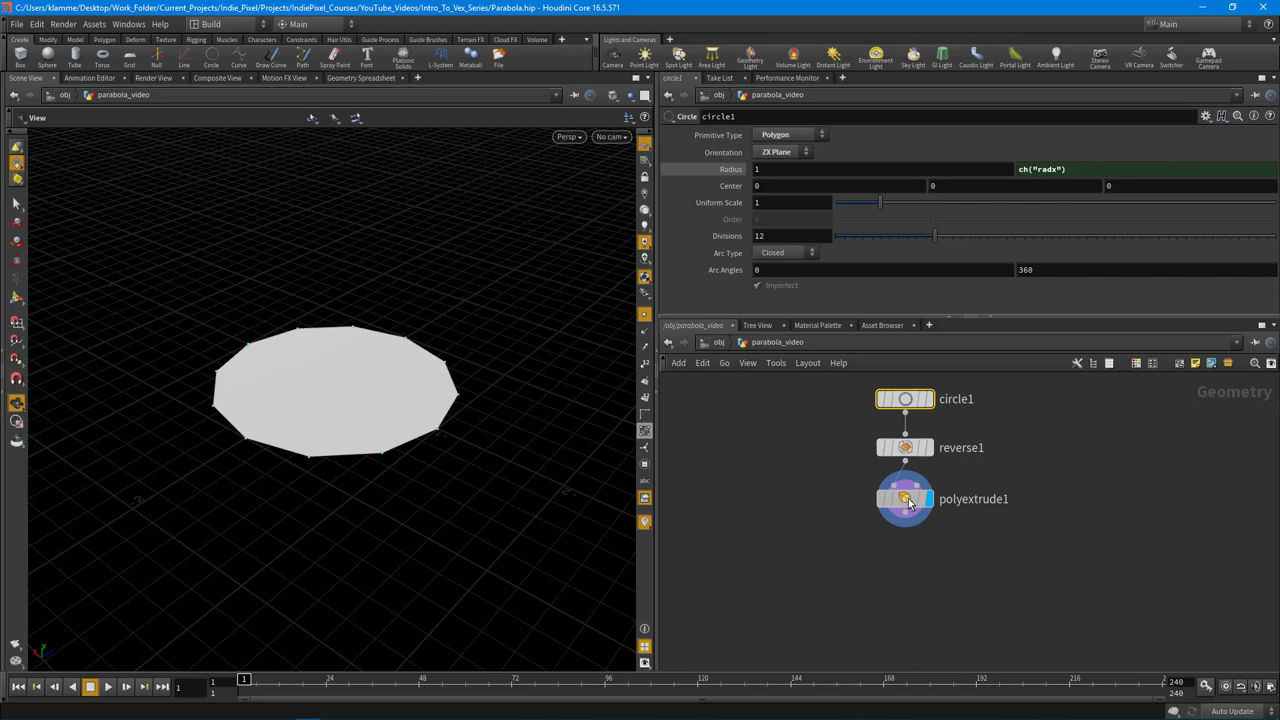 C:/Users/klamme/Desktop/Work_Folder/Current_Projects/Indie_Pixel/Projects/IndiePixel_Courses/YouTube_Videos/Intro_To_Vex_Series/Parabola.hip - Houdini Core 16.5.571
File Edit Render Assets Windows Help Build Main Main
Create Modify Model Polygon Deform Texture Rigging Muscles Characters Constraints Hair Utils Guide Process Guide Brushes Terrain FX Cloud FX Volume Lights and Cameras
Box Sphere Tube Torus Grid Null Line Circle Curve Draw Curve Path Spray Paint Font Platonic Solids L-System Metaball File Camera Point Light Spot Light Area Light Geometry Light Volume Light Distant Light Environment Light Sky Light GI Light Caustic Light Portal Light Ambient Light Stereo Camera VR Camera Switcher Gamepad Camera
Scene View Animation Editor Render View Composite View Motion FX View Geometry Spreadsheet circle1 Take List Performance Monitor
obj parabola_video obj parabola_video
View
Persp No cam
Circle circle1
Primitive Type Polygon
Orientation ZX Plane
Radius 1 ch("radx")
Center 0 0 0
Uniform Scale 1
Order 4
Divisions 12
Arc Type Closed
Arc Angles 0 360
Imperfect
/obj/parabola_video Tree View Material Palette Asset Browser
obj parabola_video
Add Edit Go View Tools Layout Help
Geometry
circle1
reverse1
polyextrude1
12
abc
1 1 1 1 24 48 72 96 120 144 168 192 216 240 240
Auto Update